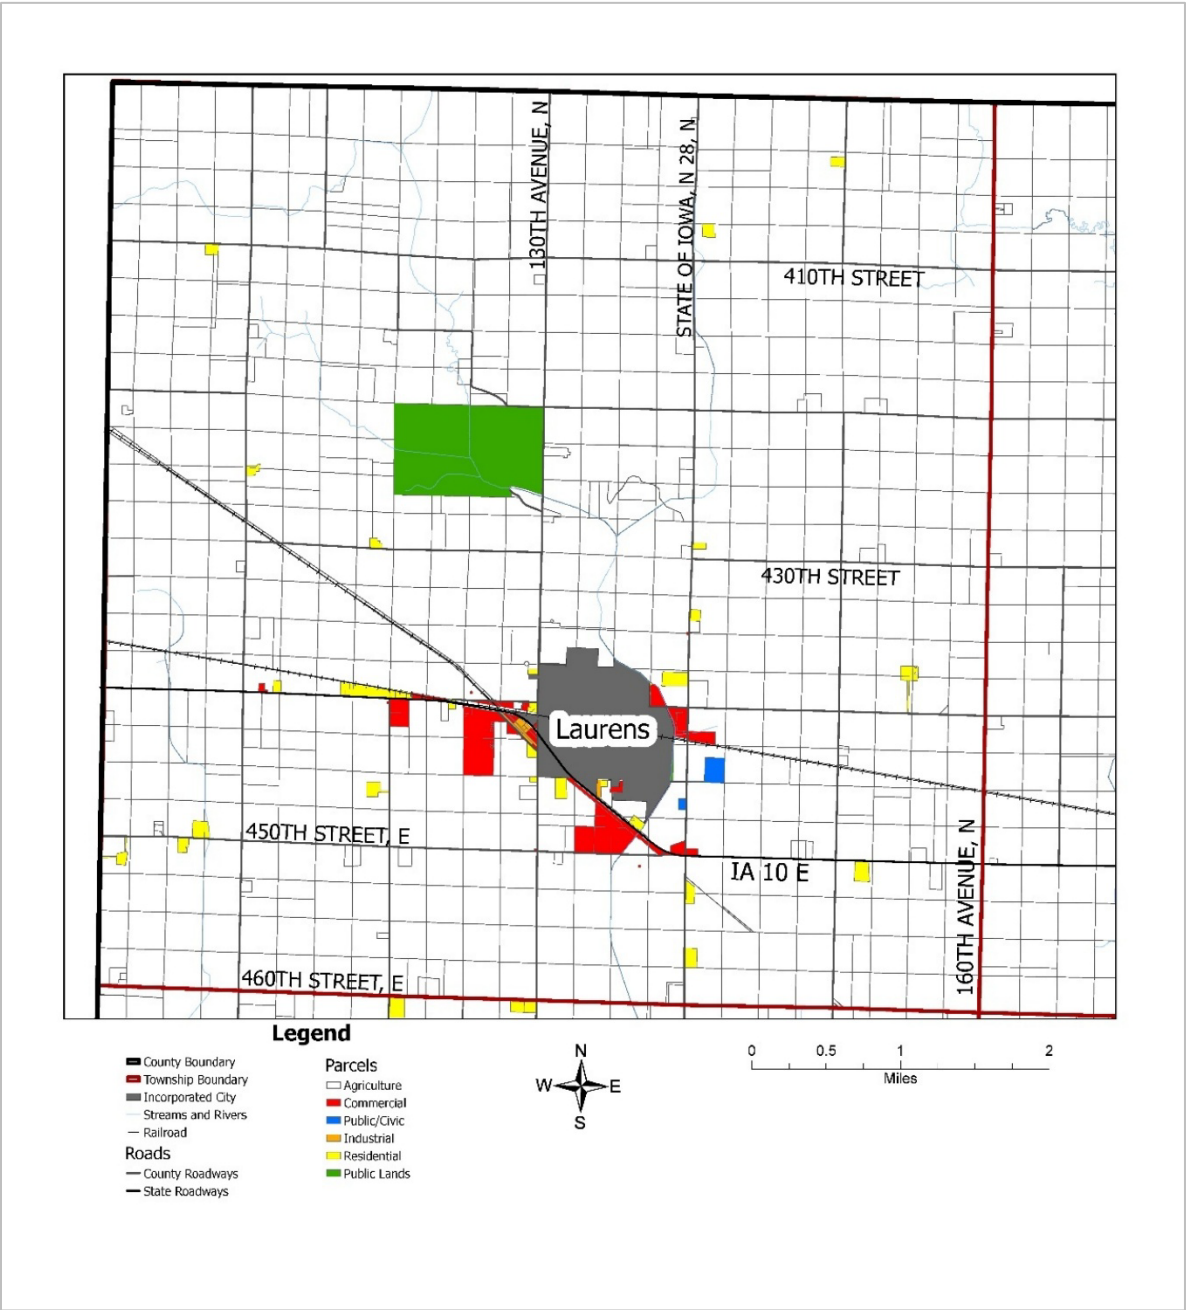 130TH AVENUE, N
STATE OF IOWA, N 28, N
410TH STREET
430TH STREET
Laurens
450TH STREET, E
IA 10 E
160TH AVENUE, N
460TH STREET, E
Legend
County Boundary
Township Boundary
Incorporated City
Streams and Rivers
Railroad
Roads
County Roadways
State Roadways
Parcels
Agriculture
Commercial
Public/Civic
Industrial
Residential
Public Lands
N
W E
S
0 0.5 1 2
Miles